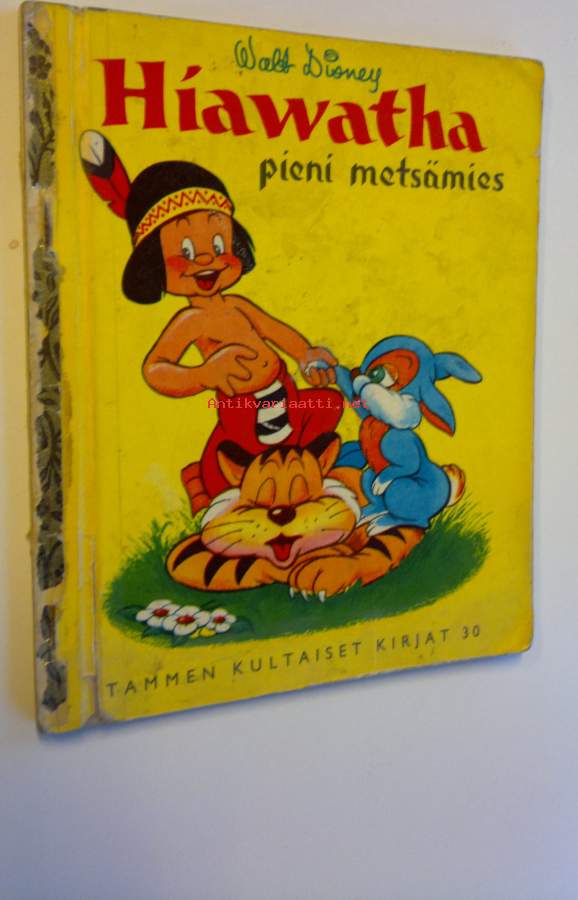 Walt Disney
Hiawatha
pieni metsämies
Antikvariaatti.net
TAMMEN KULTAISET KIRJAT 30